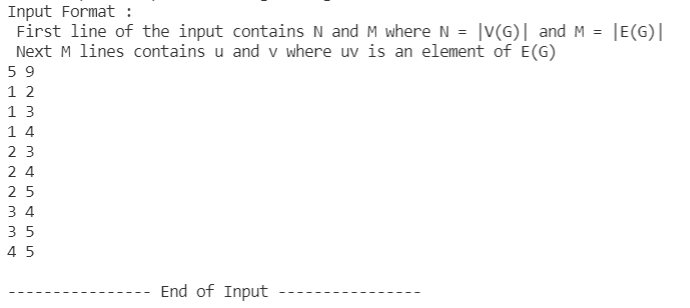 Input Format :
First line of the input contains N and M where N = |V(G)| and M = |E(G)|
Next M lines contains u and v where uv is an element of E(G)
5 9
1 2
1 3
1 4
2 3
2 4
2 5
3 4
3 5
4 5
---------------- End of Input ----------------